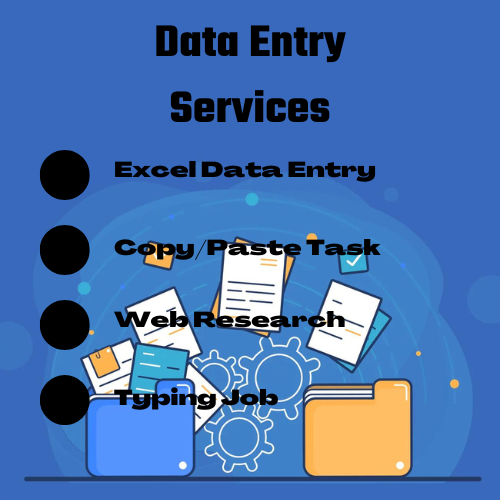 Data Entry
Services
Excel Data Entry
Copy/Paste Task
Web Research
Typing Job